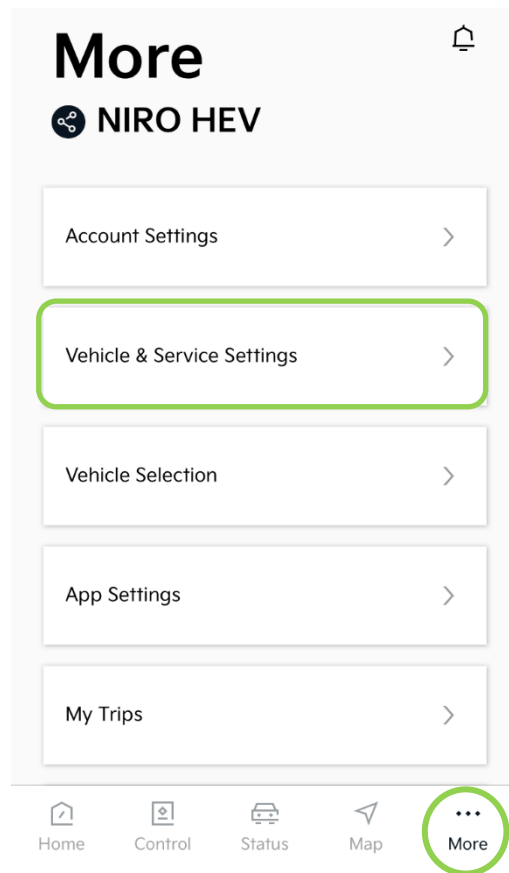 More
NIRO HEV
Account Settings
Vehicle & Service Settings
Vehicle Selection
App Settings
My Trips
Home Control Status Map More